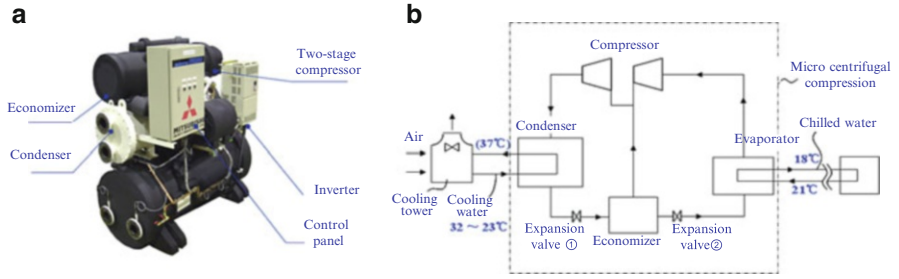 a
Two-stage
compressor
Economizer
Condenser
Inverter
Control
panel
b
Compressor
Micro centrifugal
compression
Air
(37℃)
Condenser
Evaporator
Chilled water
18℃
21℃
Cooling
tower
Cooling
water
32 ～ 23℃
Expansion
valve ①
Economizer
Expansion
valve②